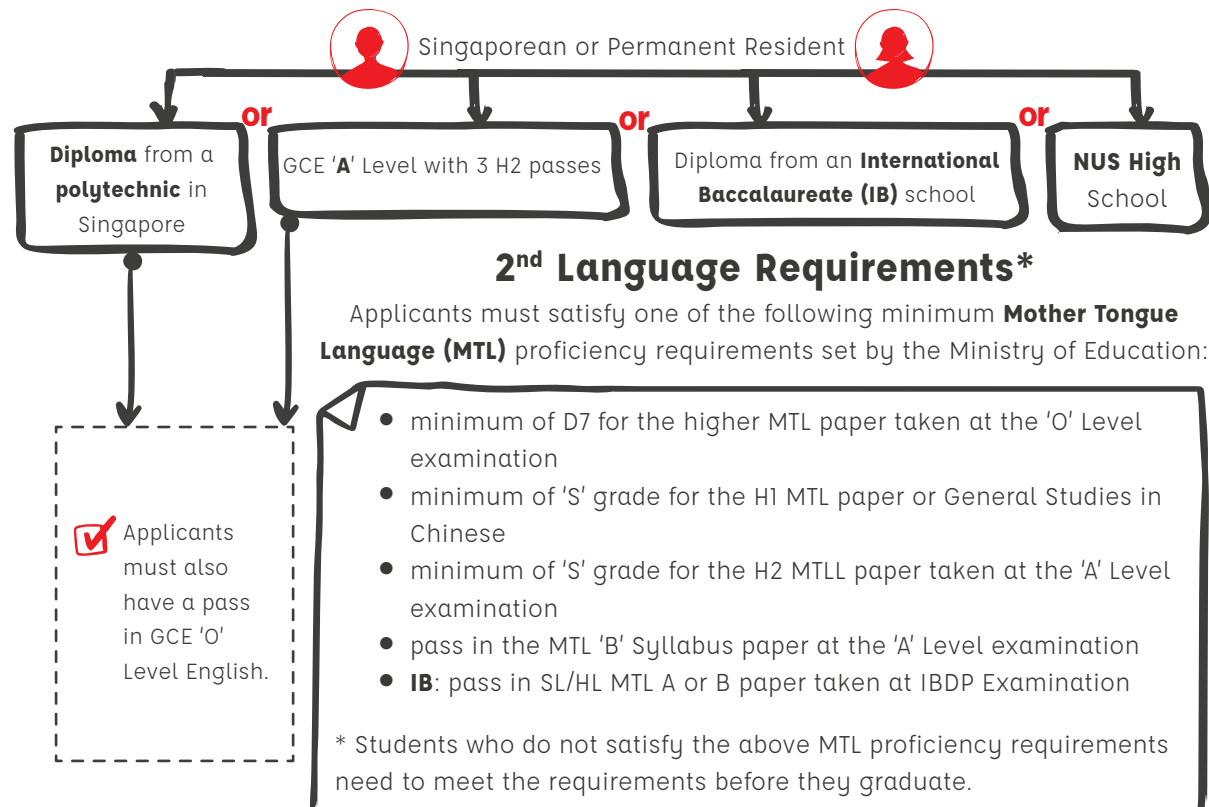 Singaporean or Permanent Resident
or
or
or
Diploma from a
polytechnic in
Singapore
GCE ‘A’ Level with 3 H2 passes
Diploma from an International
Baccalaureate (IB) school
NUS High
School
2nd Language Requirements*
Applicants must satisfy one of the following minimum Mother Tongue
Language (MTL) proficiency requirements set by the Ministry of Education:
• minimum of D7 for the higher MTL paper taken at the ‘O’ Level
examination
• minimum of ‘S’ grade for the H1 MTL paper or General Studies in
Chinese
• minimum of ‘S’ grade for the H2 MTLL paper taken at the ‘A’ Level
examination
• pass in the MTL ‘B’ Syllabus paper at the ‘A’ Level examination
• IB: pass in SL/HL MTL A or B paper taken at IBDP Examination
* Students who do not satisfy the above MTL proficiency requirements
need to meet the requirements before they graduate.
Applicants
must also
have a pass
in GCE ‘O’
Level English.